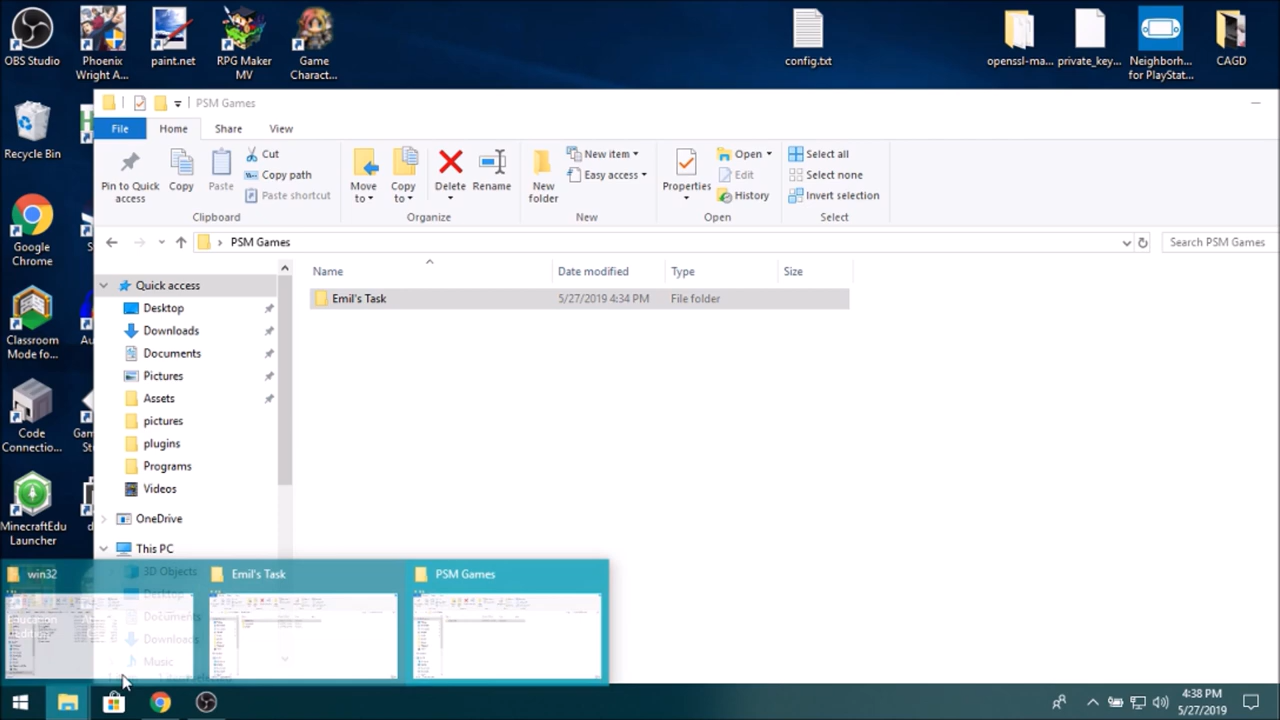 OBS Studio
Phoenix
Wright A...
paint.net
RPG Maker
MV
Game
Charact...
config.txt
openssl-ma...
private_key...
Neighborh...
for PlayStat...
CAGD
Recycle Bin
Google
Chrome
Classroom
Mode fo...
Code
Connectio...
MinecraftEdu
Launcher
PSM Games
File
Home
Share
View
Pin to Quick
access
Copy
Paste
Cut
Copy path
Paste shortcut
Clipboard
Move
to
Copy
to
Delete
Rename
Organize
New
folder
New item
Easy access
New
Properties
Open
Edit
History
Open
Select all
Select none
Invert selection
Select
PSM Games
Search PSM Games
Name
Date modified
Type
Size
Emil's Task
5/27/2019 4:34 PM
File folder
Quick access
Desktop
Downloads
Documents
Pictures
Assets
pictures
plugins
Programs
Videos
OneDrive
This PC
3D Objects
Desktop
Documents
Downloads
Music
win32
Emil's Task
PSM Games
4:38 PM
5/27/2019